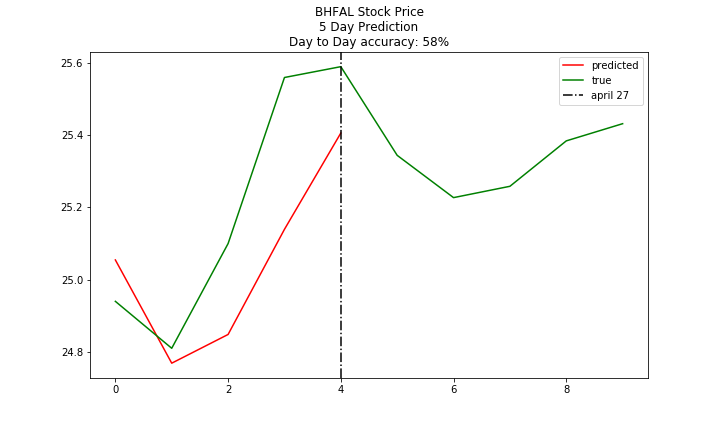 BHFAL Stock Price
5 Day Prediction
Day to Day accuracy: 58%
predicted
true
april 27
25.6
25.4
25.2
25.0
24.8
0 2 4 6 8